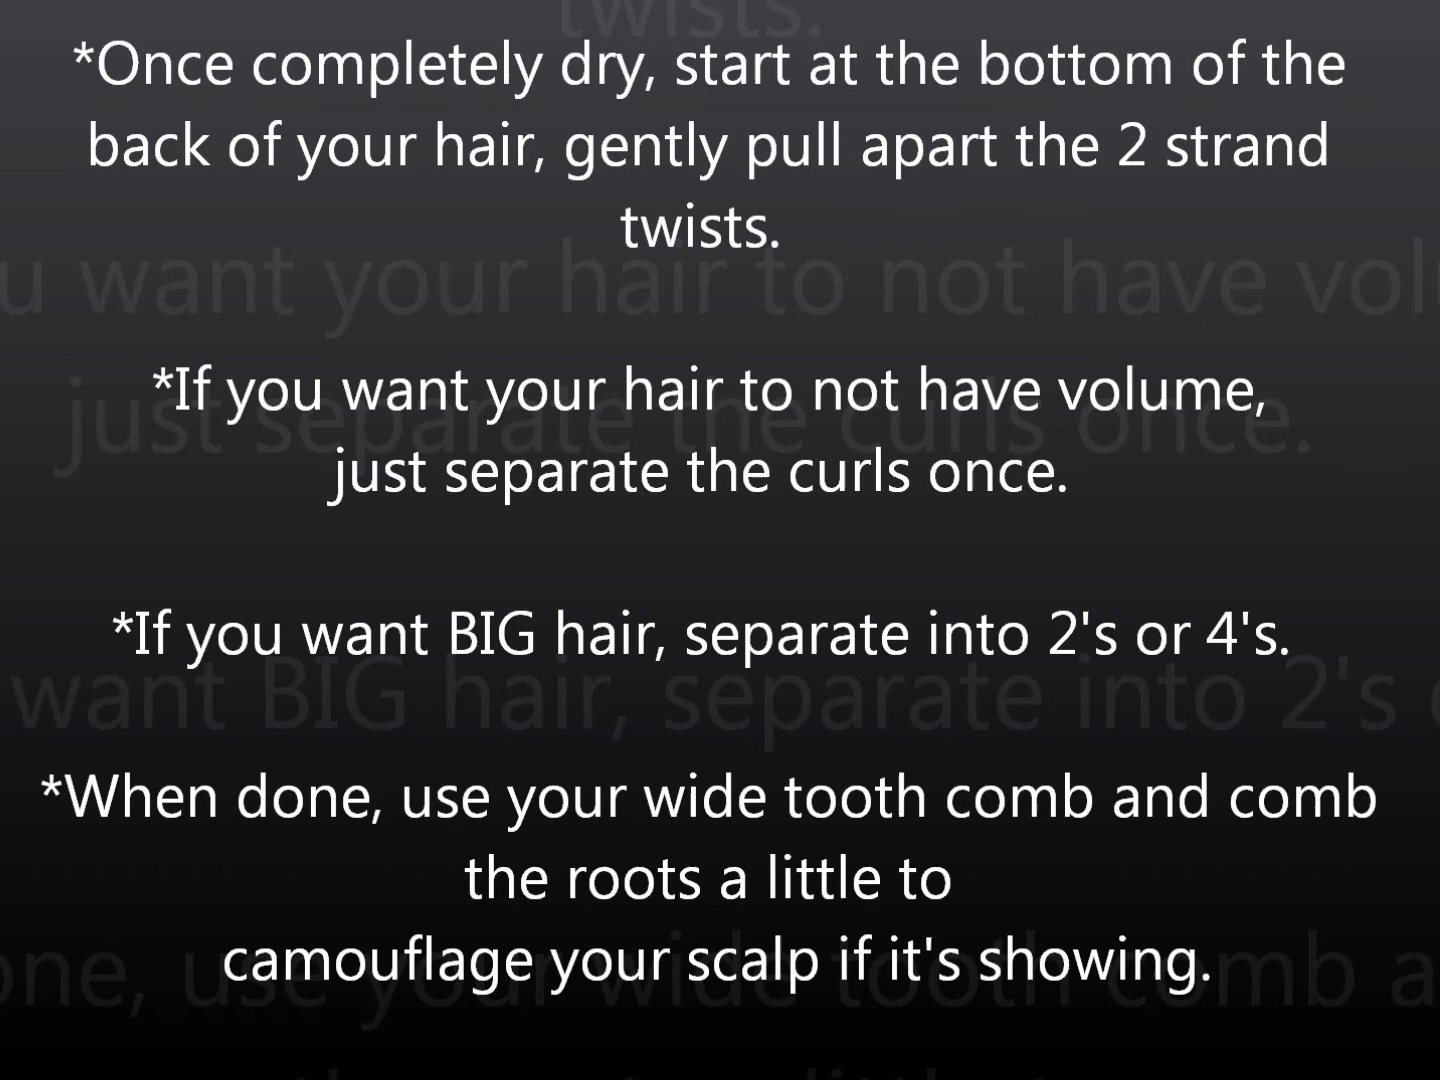 *Once completely dry, start at the bottom of the
back of your hair, gently pull apart the 2 strand
twists.
*If you want your hair to not have volume,
just separate the curls once.
*If you want BIG hair, separate into 2's or 4's.
*When done, use your wide tooth comb and comb
the roots a little to
camouflage your scalp if it's showing.